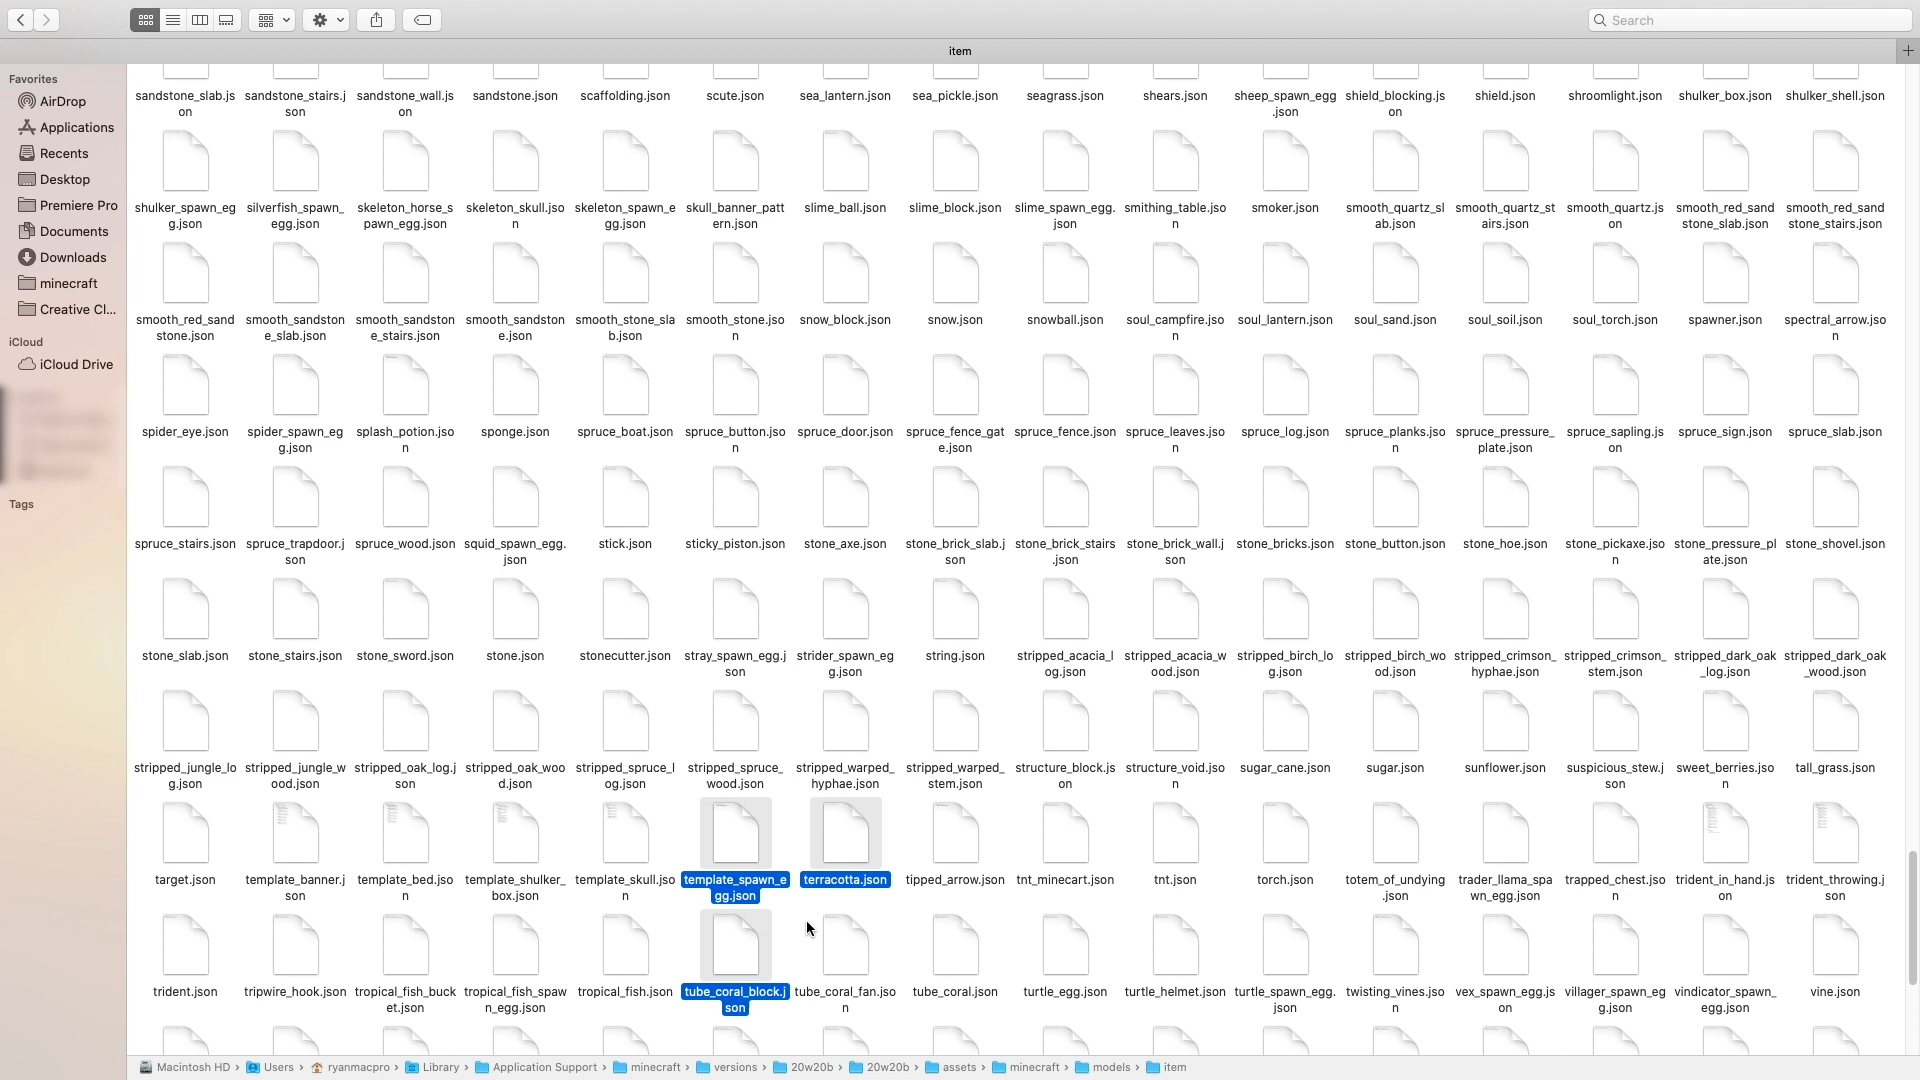 Search
item
Favorites
AirDrop
Applications
Recents
Desktop
Premiere Pro
Documents
Downloads
minecraft
Creative Cl...
iCloud
iCloud Drive
Tags
sandstone_slab.js sandstone_stairs.j sandstone_wall.js sandstone.json scaffolding.json scute.json sea_lantern.json sea_pickle.json seagrass.json shears.json sheep_spawn_egg shield_blocking.js shield.json shroomlight.json shulker_box.json shulker_shell.json
on son on .json on
shulker_spawn_eg silverfish_spawn_ skeleton_horse_s skeleton_skull.jso skeleton_spawn_e skull_banner_patt slime_ball.json slime_block.json slime_spawn_egg. smithing_table.jso smoker.json smooth_quartz_sl smooth_quartz_st smooth_quartz.js smooth_red_sand smooth_red_sand
g.json egg.json pawn_egg.json n gg.json ern.json json n ab.json airs.json on stone_slab.json stone_stairs.json
smooth_red_sand smooth_sandston smooth_sandston smooth_sandston smooth_stone_sla smooth_stone.jso snow_block.json snow.json snowball.json soul_campfire.jso soul_lantern.json soul_sand.json soul_soil.json soul_torch.json spawner.json spectral_arrow.jso
stone.json e_slab.json e_stairs.json e.json b.json n n n
spider_eye.json spider_spawn_eg splash_potion.jso sponge.json spruce_boat.json spruce_button.jso spruce_door.json spruce_fence_gat spruce_fence.json spruce_leaves.jso spruce_log.json spruce_planks.jso spruce_pressure_ spruce_sapling.js spruce_sign.json spruce_slab.json
g.json n n e.json n n plate.json on
spruce_stairs.json spruce_trapdoor.j spruce_wood.json squid_spawn_egg. stick.json sticky_piston.json stone_axe.json stone_brick_slab.j stone_brick_stairs stone_brick_wall.j stone_bricks.json stone_button.json stone_hoe.json stone_pickaxe.jso stone_pressure_pl stone_shovel.json
son json son .json son n ate.json
stone_slab.json stone_stairs.json stone_sword.json stone.json stonecutter.json stray_spawn_egg.j strider_spawn_eg string.json stripped_acacia_l stripped_acacia_w stripped_birch_lo stripped_birch_wo stripped_crimson_ stripped_crimson_ stripped_dark_oak stripped_dark_oak
son g.json og.json ood.json g.json od.json hyphae.json stem.json _log.json _wood.json
stripped_jungle_lo stripped_jungle_w stripped_oak_log.j stripped_oak_woo stripped_spruce_l stripped_spruce_ stripped_warped_ stripped_warped_ structure_block.js structure_void.jso sugar_cane.json sugar.json sunflower.json suspicious_stew.j sweet_berries.jso tall_grass.json
g.json ood.json son d.json og.json wood.json hyphae.json stem.json on n son n
target.json template_banner.j template_bed.jso template_shulker_ template_skull.jso template_spawn_e terracotta.json tipped_arrow.json tnt_minecart.json tnt.json torch.json totem_of_undying trader_llama_spa trapped_chest.jso trident_in_hand.js trident_throwing.j
son n box.json n gg.json .json wn_egg.json n on son
trident.json tripwire_hook.json tropical_fish_buck tropical_fish_spaw tropical_fish.json tube_coral_block.j tube_coral_fan.jso tube_coral.json turtle_egg.json turtle_helmet.json turtle_spawn_egg. twisting_vines.jso vex_spawn_egg.js villager_spawn_eg vindicator_spawn_ vine.json
et.json n_egg.json son n json n on g.json egg.json
Macintosh HD › Users › ryanmacpro › Library › Application Support › minecraft › versions › 20w20b › 20w20b › assets › minecraft › models › item